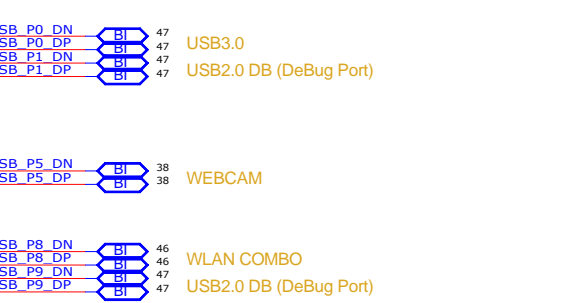 SB_P0_DN BI 47
SB_P0_DP BI 47 USB3.0
SB_P1_DN BI 47
SB_P1_DP BI 47 USB2.0 DB (DeBug Port)
SB_P5_DN BI 38
SB_P5_DP BI 38 WEBCAM
SB_P8_DN BI 46
SB_P8_DP BI 46 WLAN COMBO
SB_P9_DN BI 47
SB_P9_DP BI 47 USB2.0 DB (DeBug Port)